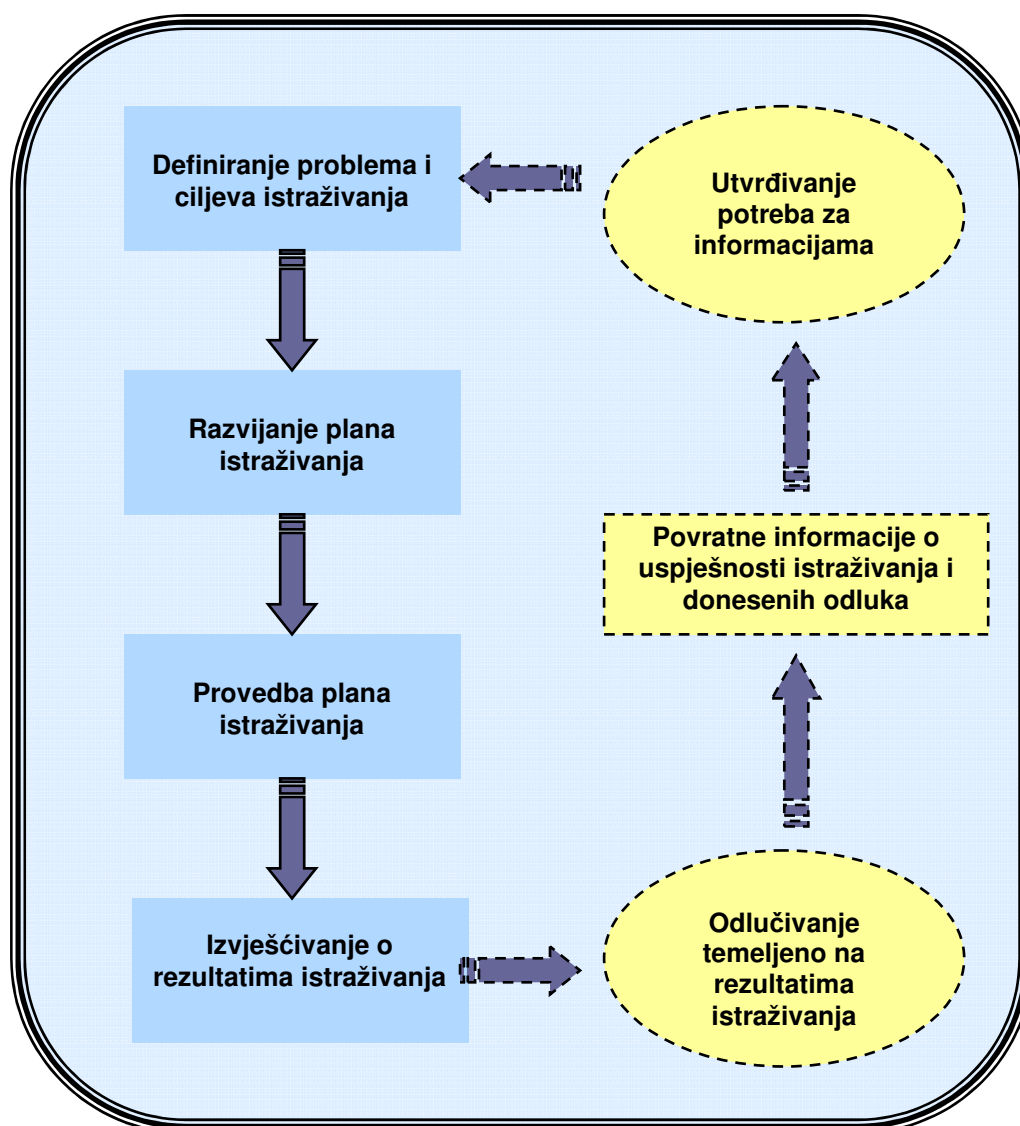 Definiranje problema i
ciljeva istraživanja
Utvrđivanje
potreba za
informacijama
Razvijanje plana
istraživanja
Povratne informacije o
uspješnosti istraživanja i
donesenih odluka
Provedba plana
istraživanja
Izvješćivanje o
rezultatima istraživanja
Odlučivanje
temeljeno na
rezultatima
istraživanja